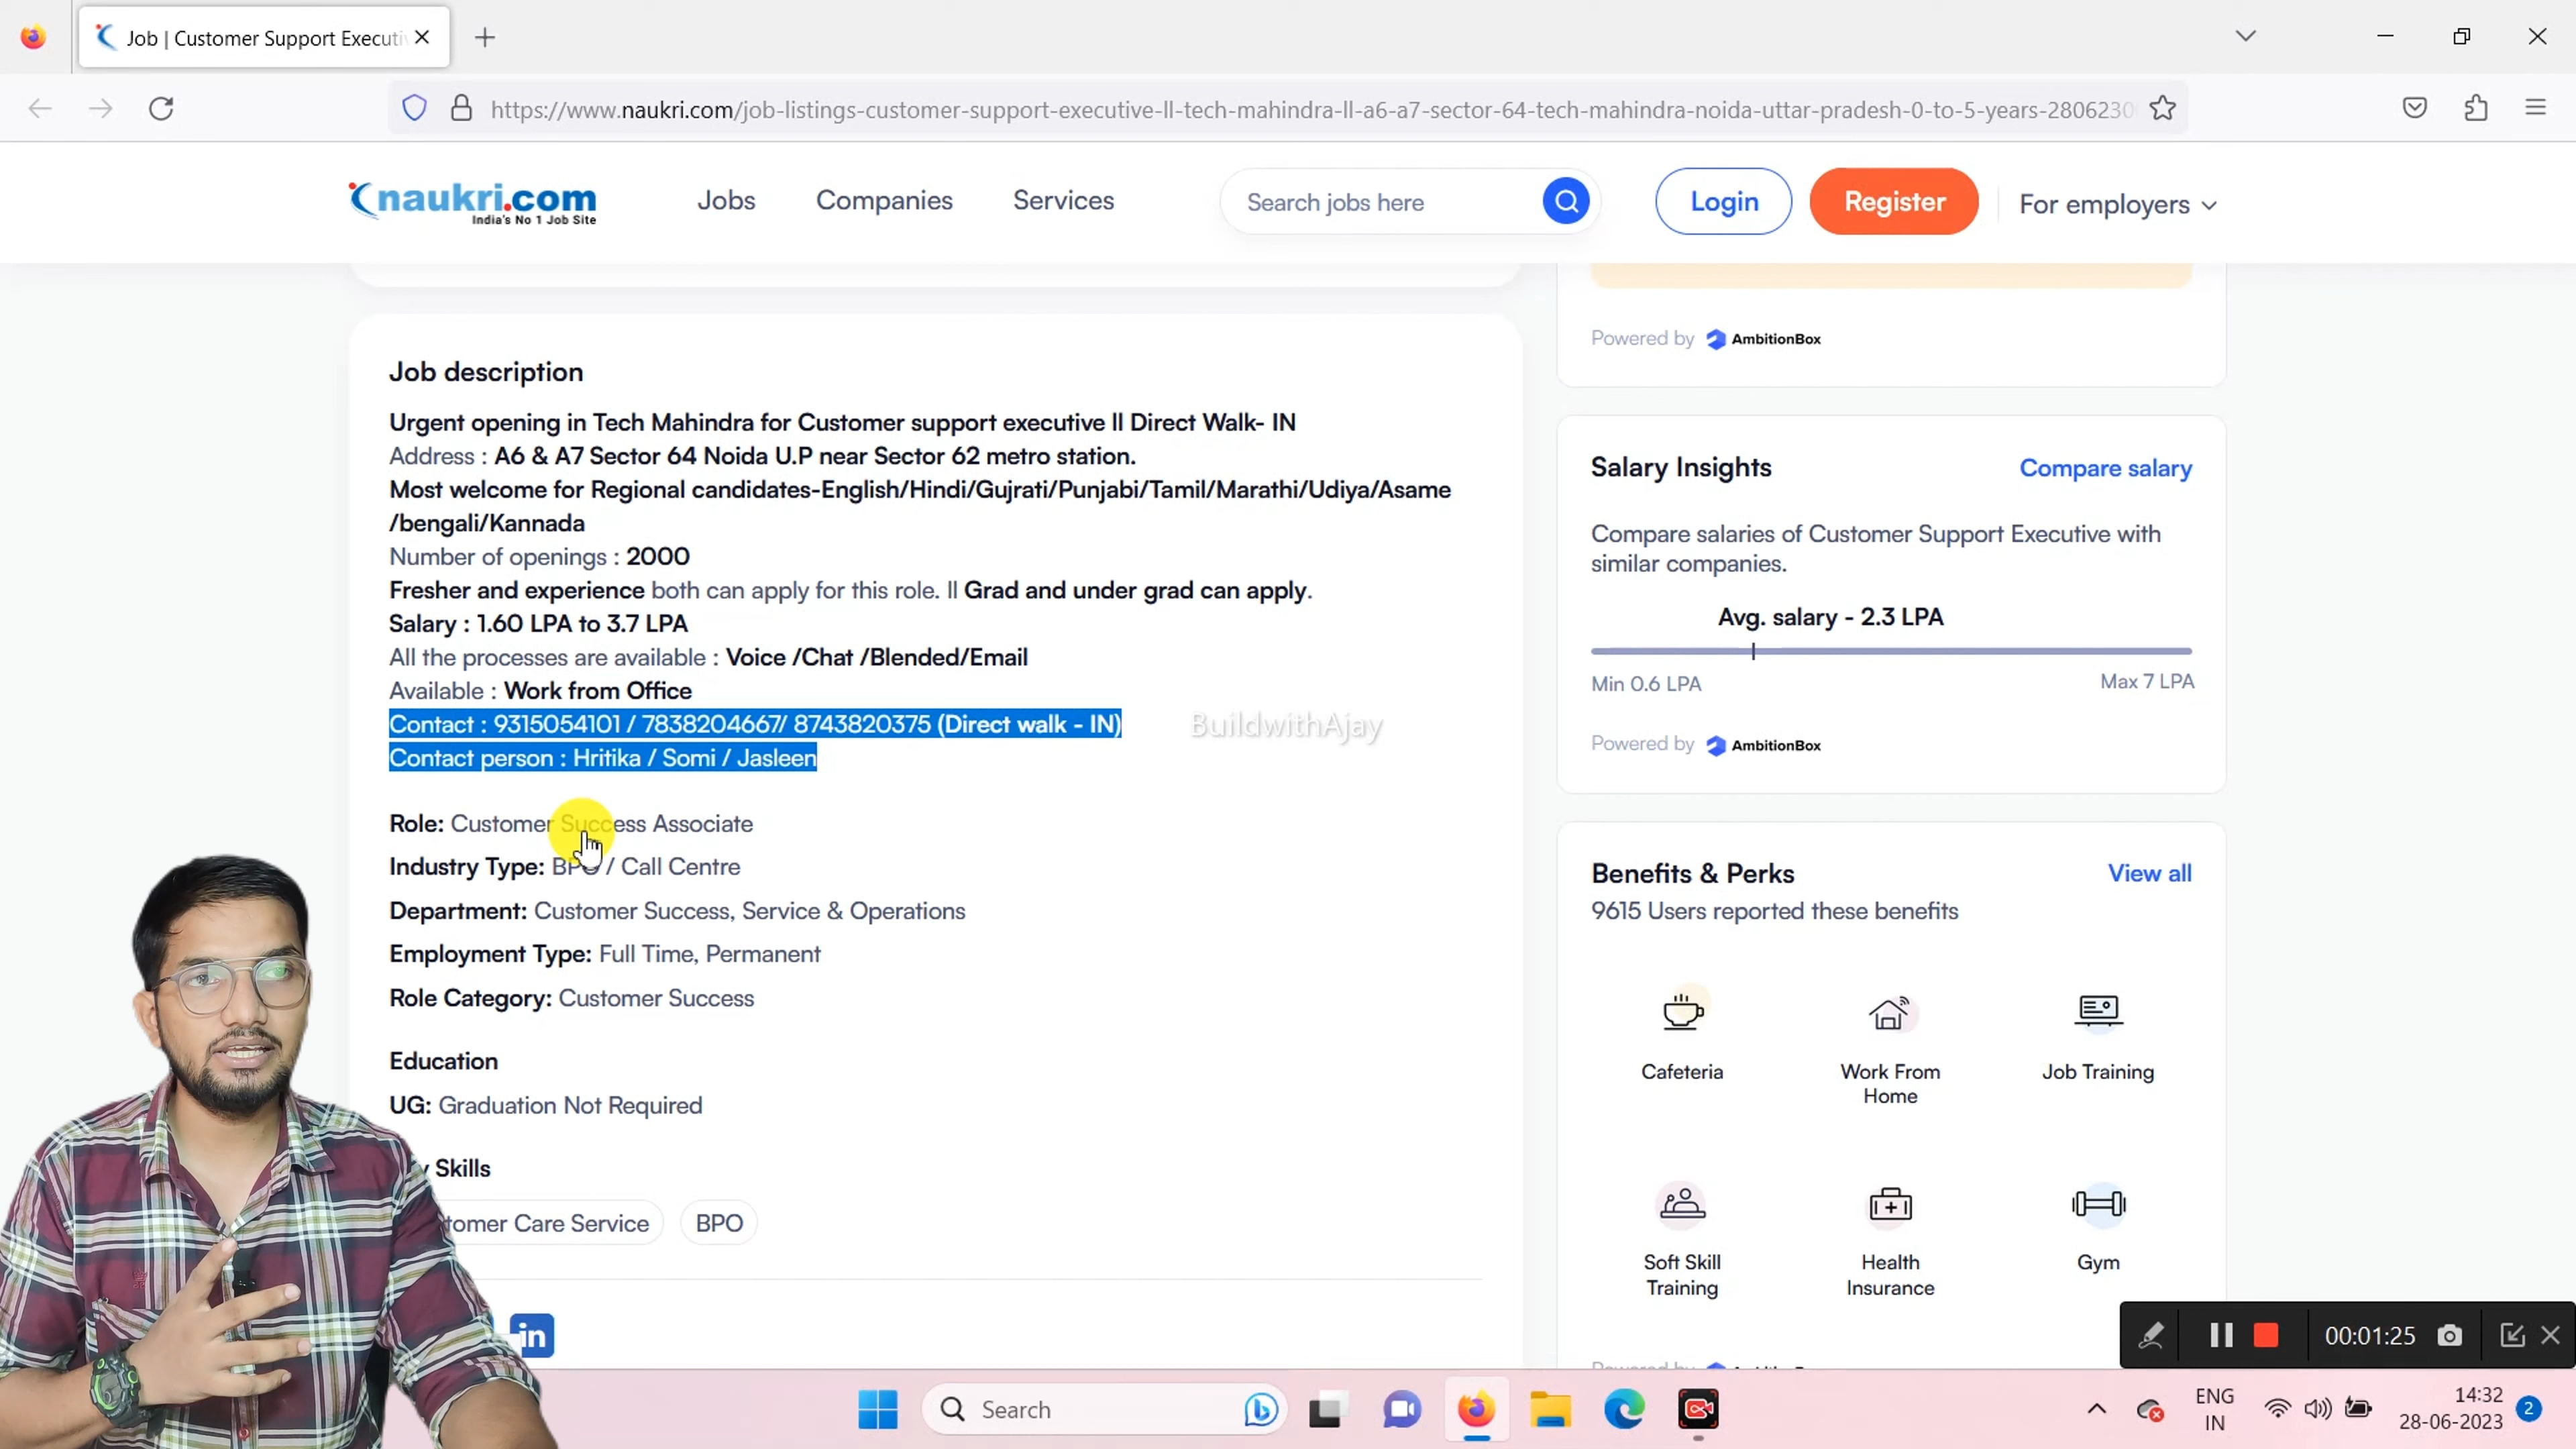 Job | Customer Support Executi
https://www.naukri.com/job-listings-customer-support-executive-ll-tech-mahindra-ll-a6-a7-sector-64-tech-mahindra-noida-uttar-pradesh-0-to-5-years-28062300
naukri.com
India's No 1 Job Site
Jobs
Companies
Services
Search jobs here
Login
Register
For employers
Job description
Urgent opening in Tech Mahindra for Customer support executive ll Direct Walk- IN
Address : A6 & A7 Sector 64 Noida U.P near Sector 62 metro station.
Most welcome for Regional candidates-English/Hindi/Gujrati/Punjabi/Tamil/Marathi/Udiya/Asame
/bengali/Kannada
Number of openings : 2000
Fresher and experience both can apply for this role. ll Grad and under grad can apply.
Salary : 1.60 LPA to 3.7 LPA
All the processes are available : Voice /Chat /Blended/Email
Available : Work from Office
Contact : 9315054101 / 7838204667/ 8743820375 (Direct walk - IN)
Contact person : Hritika / Somi / Jasleen
BuildwithAjay
Role: Customer Success Associate
Industry Type: BPO / Call Centre
Department: Customer Success, Service & Operations
Employment Type: Full Time, Permanent
Role Category: Customer Success
Education
UG: Graduation Not Required
Skills
tomer Care Service
BPO
in
Powered by AmbitionBox
Salary Insights
Compare salary
Compare salaries of Customer Support Executive with
similar companies.
Avg. salary - 2.3 LPA
Min 0.6 LPA
Max 7 LPA
Powered by AmbitionBox
Benefits & Perks
View all
9615 Users reported these benefits
Cafeteria
Work From
Home
Job Training
Soft Skill
Training
Health
Insurance
Gym
00:01:25
Search
ENG
IN
14:32
28-06-2023
2